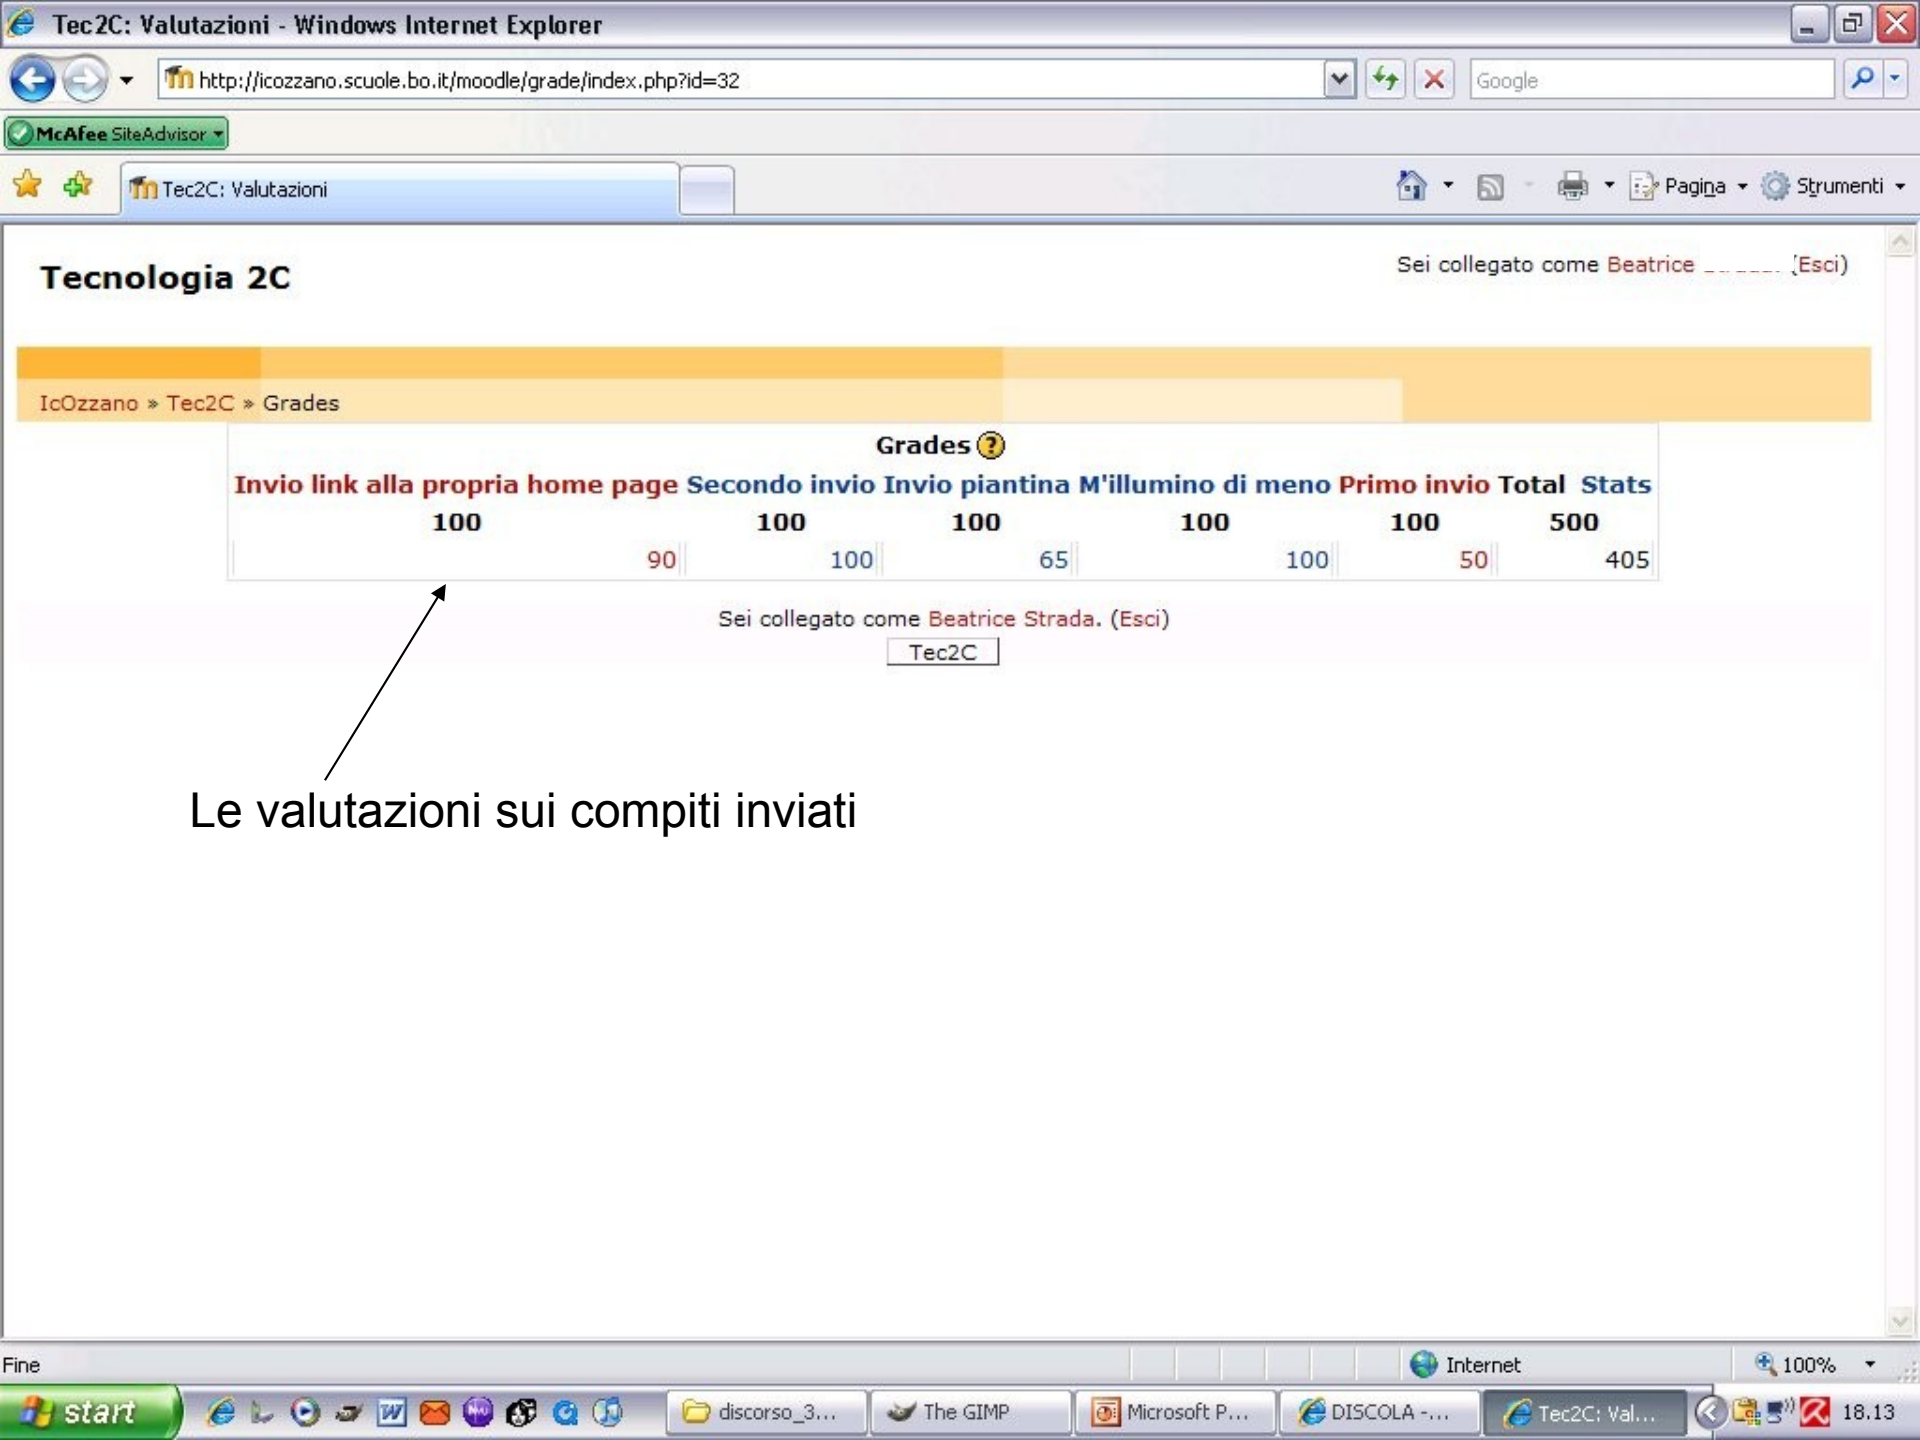 Tec2C: Valutazioni - Windows Internet Explorer
http://icozzano.scuole.bo.it/moodle/grade/index.php?id=32
Google
McAfee SiteAdvisor
Tec2C: Valutazioni
Pagina
Strumenti
Tecnologia 2C
Sei collegato come Beatrice (Esci)
IcOzzano » Tec2C » Grades
Grades ?
Invio link alla propria home page Secondo invio Invio piantina M'illumino di meno Primo invio Total Stats
100 100 100 100 100 500
90 100 65 100 50 405
Sei collegato come Beatrice Strada. (Esci)
Tec2C
Le valutazioni sui compiti inviati
Fine
Internet
100%
start
discorso_3...
The GIMP
Microsoft P...
DISCOLA -...
Tec2C: Val...
18.13